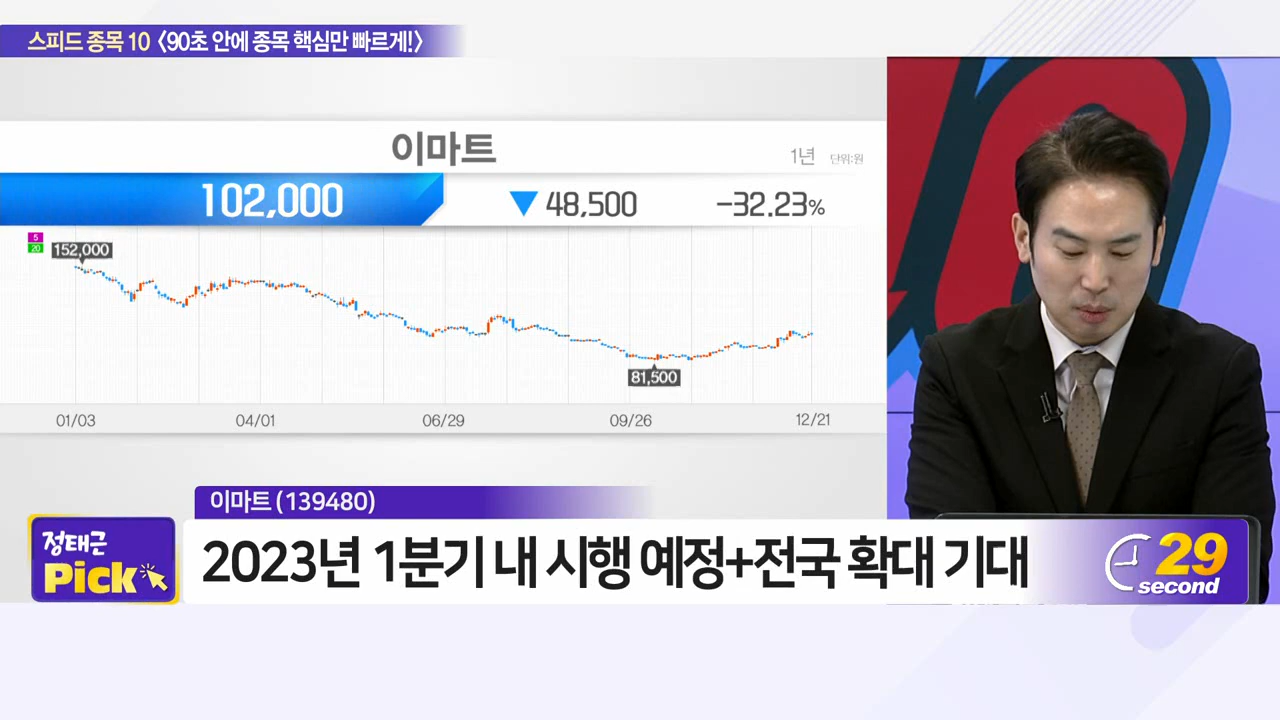 스피드 종목 10 〈90초 안에 종목 핵심만 빠르게!〉
이마트
1년 단위:원
102,000 ▼ 48,500 -32.23%
5
20
152,000
81,500
01/03 04/01 06/29 09/26 12/21
이마트 (139480)
정태근
Pick
2023년 1분기 내 시행 예정+전국 확대 기대
29
second